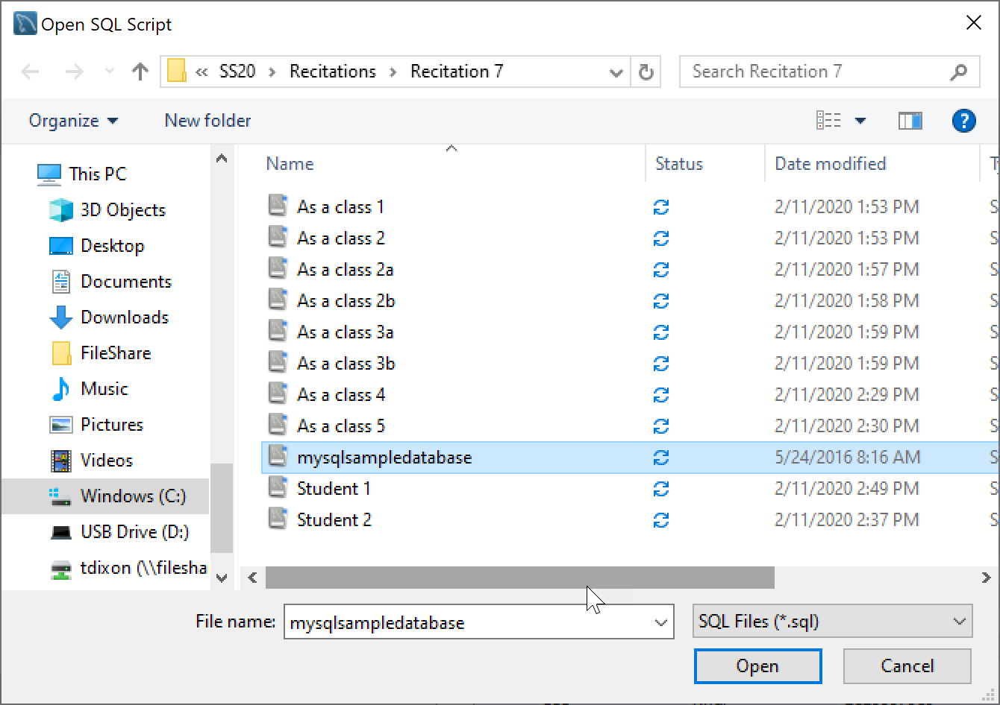 Open SQL Script
« SS20 › Recitations › Recitation 7
Search Recitation 7
Organize
New folder
?
Name Status Date modified
This PC
3D Objects
Desktop
Documents
Downloads
FileShare
Music
Pictures
Videos
Windows (C:)
USB Drive (D:)
tdixon (\\filesha
As a class 1 2/11/2020 1:53 PM S
As a class 2 2/11/2020 1:53 PM S
As a class 2a 2/11/2020 1:57 PM S
As a class 2b 2/11/2020 1:58 PM S
As a class 3a 2/11/2020 1:59 PM S
As a class 3b 2/11/2020 1:59 PM S
As a class 4 2/11/2020 2:29 PM S
As a class 5 2/11/2020 2:30 PM S
mysqlsampledatabase 5/24/2016 8:16 AM S
Student 1 2/11/2020 2:49 PM S
Student 2 2/11/2020 2:37 PM S
File name: mysqlsampledatabase
SQL Files (*.sql)
Open
Cancel